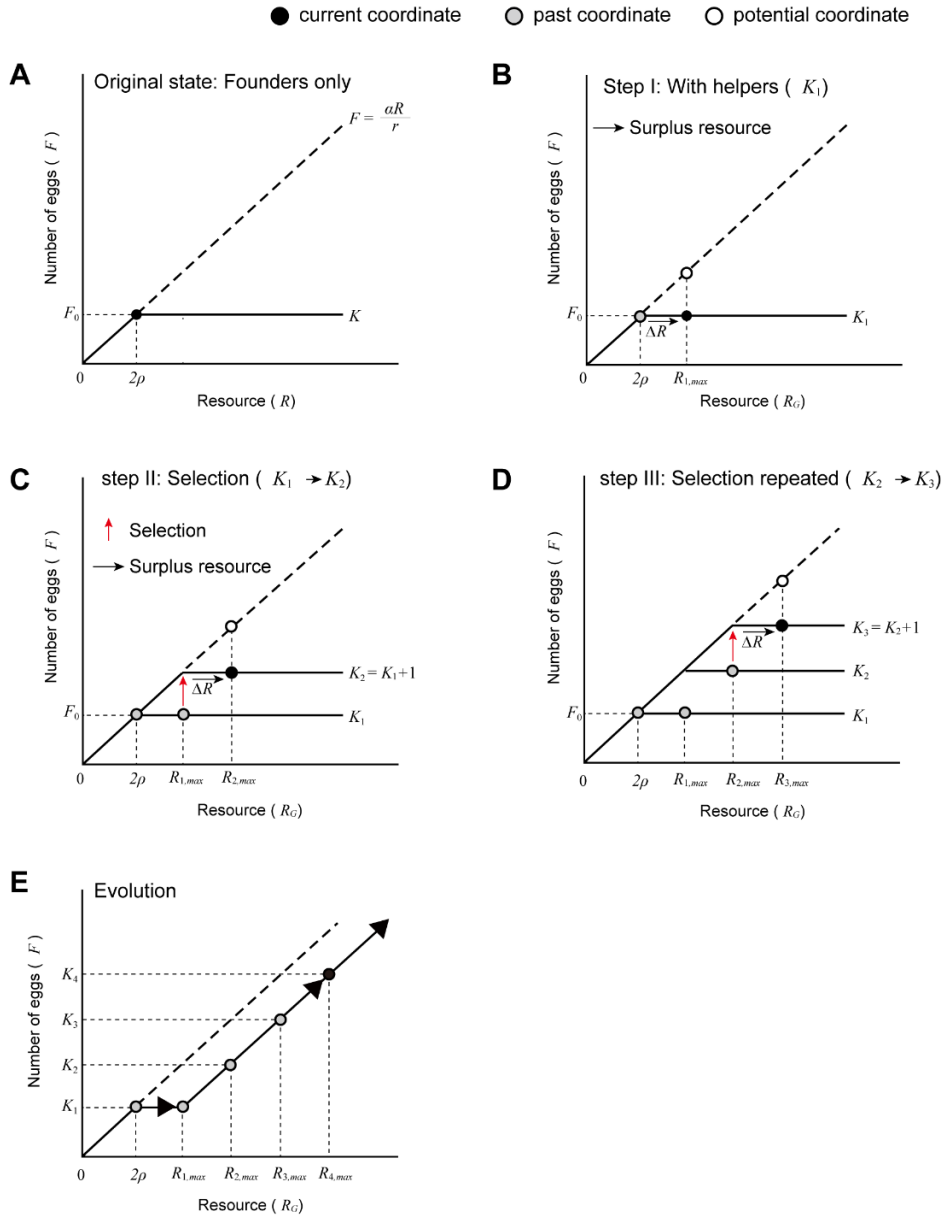 current coordinate past coordinate potential coordinate
A
Original state: Founders only
F = αR/r
Number of eggs ( F )
F0
K
0
2ρ
Resource ( R )
B
Step I: With helpers ( K1 )
Surplus resource
Number of eggs ( F )
F0
ΔR
K1
0
2ρ R1,max
Resource ( RG )
C
step II: Selection ( K1 → K2 )
Selection
Surplus resource
Number of eggs ( F )
K2 = K1+1
ΔR
F0
K1
0
2ρ R1,max R2,max
Resource ( RG )
D
step III: Selection repeated ( K2 → K3 )
Number of eggs ( F )
K3 = K2+1
ΔR
K2
F0
K1
0
2ρ R1,max R2,max R3,max
Resource ( RG )
E
Evolution
Number of eggs ( F )
K4
K3
K2
K1
0
2ρ R1,max R2,max R3,max R4,max
Resource ( RG )